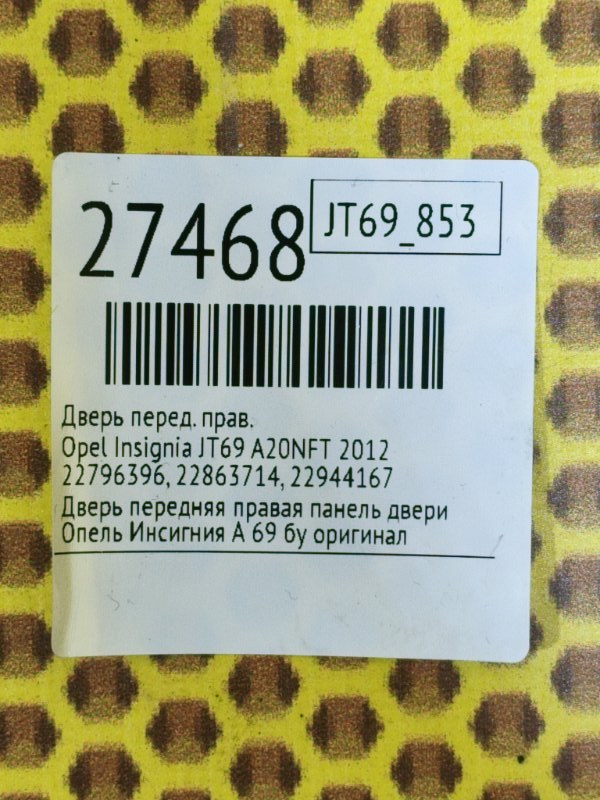 27468
JT69_853
Дверь перед. прав.
Opel Insignia JT69 A20NFT 2012
22796396, 22863714, 22944167
Дверь передняя правая панель двери
Опель Инсигния А 69 бу оригинал